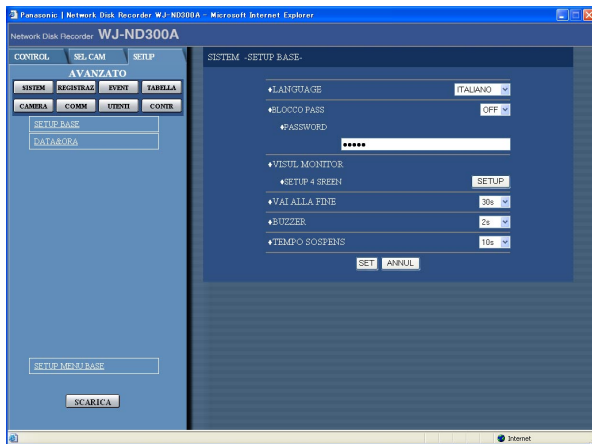 Panasonic | Network Disk Recorder WJ-ND300A - Microsoft Internet Explorer
Network Disk Recorder WJ-ND300A
CONTROL SEL CAM SETUP
AVANZATO
SISTEM REGISTRAZ EVENT TABELLA
CAMERA COMM UTENTI CONTR
SETUP BASE
DATA&ORA
SETUP MENU BASE
SCARICA
SISTEM -SETUP BASE-
♦LANGUAGE ITALIANO
♦BLOCCO PASS OFF
♦PASSWORD
•••••
♦VISUL MONITOR
♦SETUP 4 SREEN SETUP
♦VAI ALLA FINE 30s
♦BUZZER 2s
♦TEMPO SOSPENS 10s
SET ANNUL
Internet